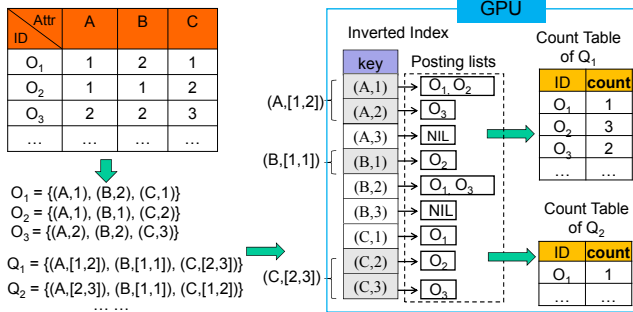 GPU
Attr
ID
A B C
O1 1 2 1
O2 1 1 2
O3 2 2 3
... ... ... ...
O1 = {(A,1), (B,2), (C,1)}
O2 = {(A,1), (B,1), (C,2)}
O3 = {(A,2), (B,2), (C,3)}
Q1 = {(A,[1,2]), (B,[1,1]), (C,[2,3])}
Q2 = {(A,[2,3]), (B,[1,1]), (C,[1,2])}
... ...
Inverted Index
key Posting lists
(A,[1,2])
(A,1) O1, O2
(A,2) O3
(A,3) NIL
(B,[1,1])
(B,1) O2
(B,2) O1, O3
(B,3) NIL
(C,1) O1
(C,[2,3])
(C,2) O2
(C,3) O3
Count Table
of Q1
ID count
O1 1
O2 3
O3 2
... ...
Count Table
of Q2
ID count
O1 1
... ...